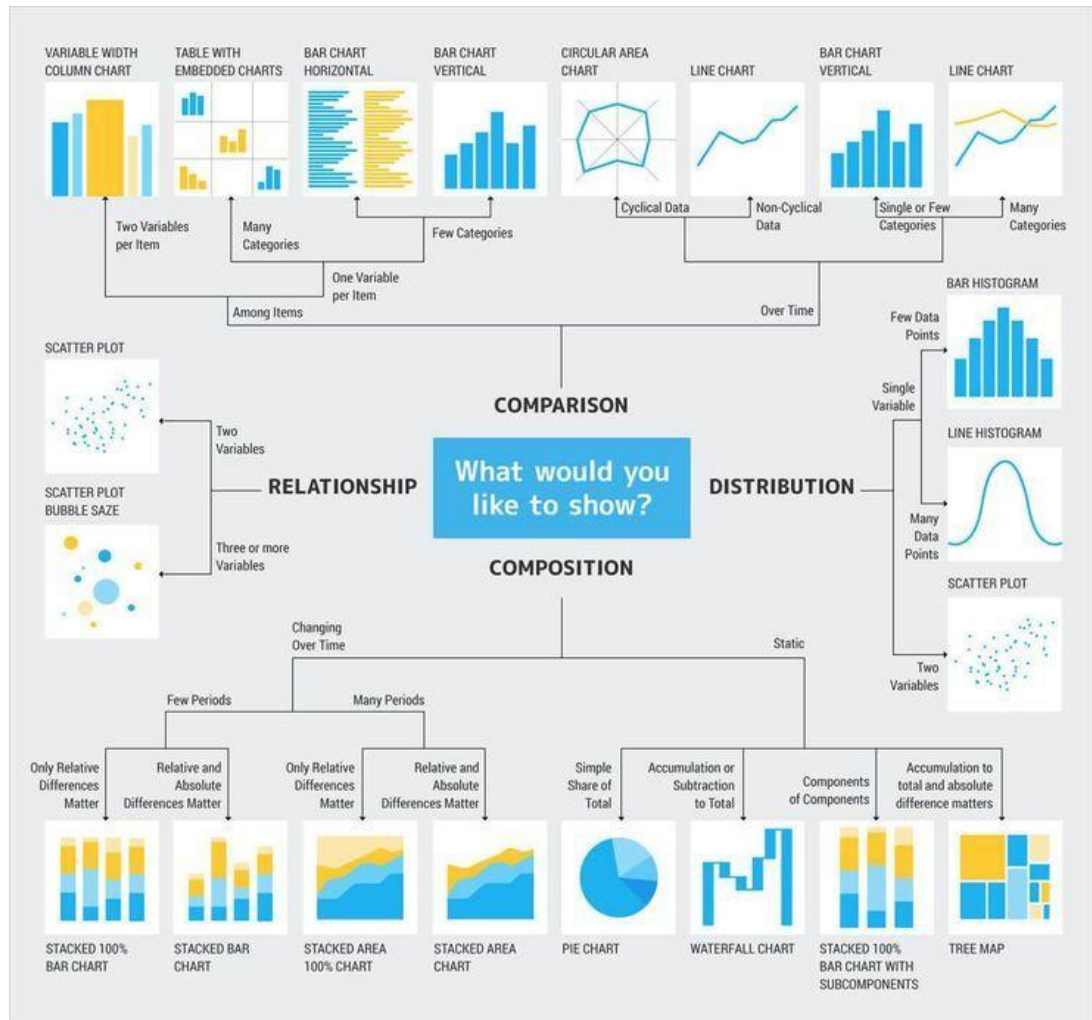 VARIABLE WIDTH
COLUMN CHART
TABLE WITH
EMBEDDED CHARTS
BAR CHART
HORIZONTAL
BAR CHART
VERTICAL
CIRCULAR AREA
CHART
LINE CHART
BAR CHART
VERTICAL
LINE CHART
Two Variables
per Item
Many
Categories
Few Categories
Cyclical Data
Non-Cyclical
Data
Single or Few
Categories
Many
Categories
One Variable
per Item
Among Items
Over Time
BAR HISTOGRAM
Few Data
Points
Single
Variable
LINE HISTOGRAM
Many
Data
Points
SCATTER PLOT
Two
Variables
SCATTER PLOT
Two
Variables
SCATTER PLOT
BUBBLE SAZE
Three or more
Variables
COMPARISON
RELATIONSHIP
What would you
like to show?
DISTRIBUTION
COMPOSITION
Changing
Over Time
Static
Few Periods
Many Periods
Only Relative
Differences
Matter
Relative and
Absolute
Differences Matter
Only Relative
Differences
Matter
Relative and
Absolute
Differences Matter
Simple
Share of
Total
Accumulation or
Subtraction
to Total
Components
of Components
Accumulation to
total and absolute
difference matters
STACKED 100%
BAR CHART
STACKED BAR
CHART
STACKED AREA
100% CHART
STACKED AREA
CHART
PIE CHART
WATERFALL CHART
STACKED 100%
BAR CHART WITH
SUBCOMPONENTS
TREE MAP